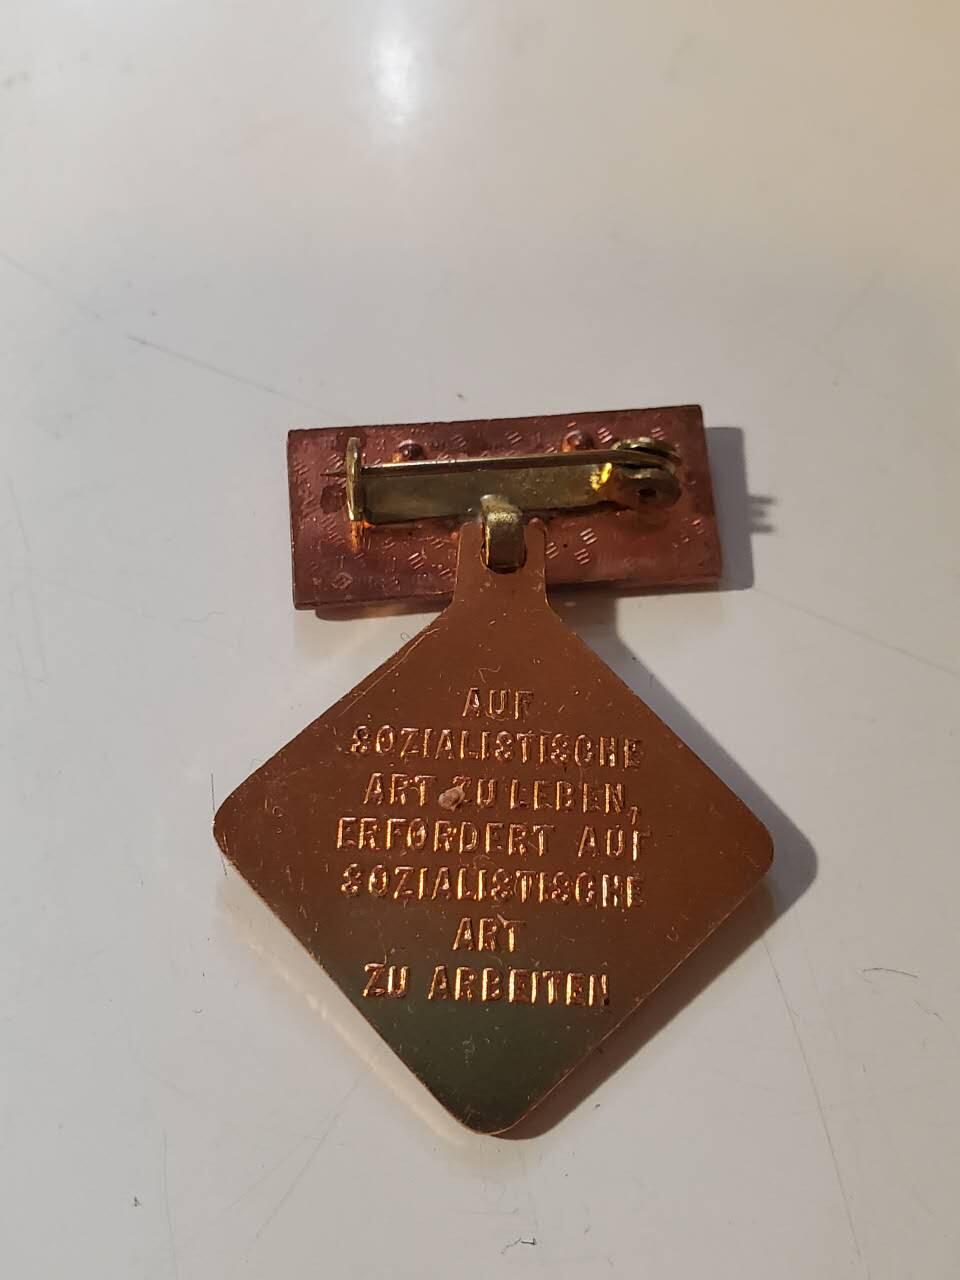 AUF
SOZIALISTISCHE
ART ZU LEBEN,
ERFORDERT AUF
SOZIALISTISCHE
ART
ZU ARBEITEN